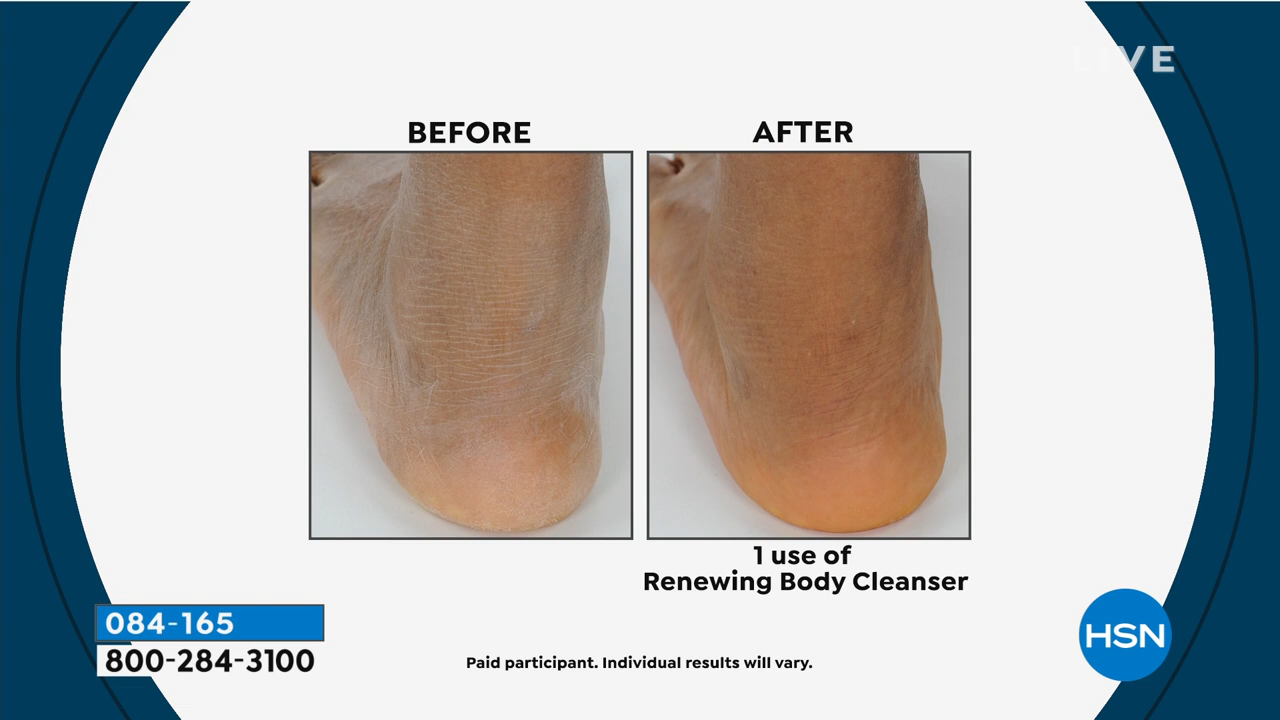 LIVE
BEFORE
AFTER
1 use of
Renewing Body Cleanser
084-165
800-284-3100
Paid participant. Individual results will vary.
HSN